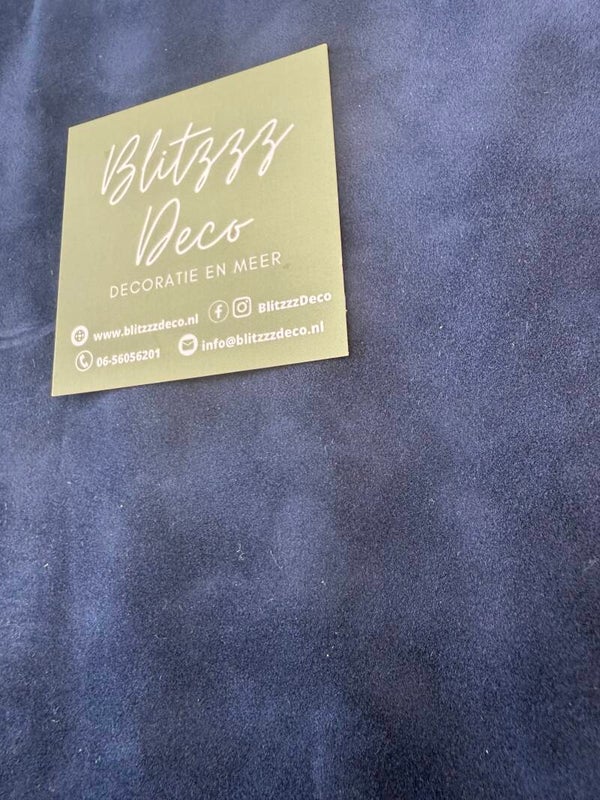 Blitzzz
Deco
DECORATIE EN MEER
www.blitzzzdeco.nl BlitzzzDeco
06-56056201 info@blitzzzdeco.nl